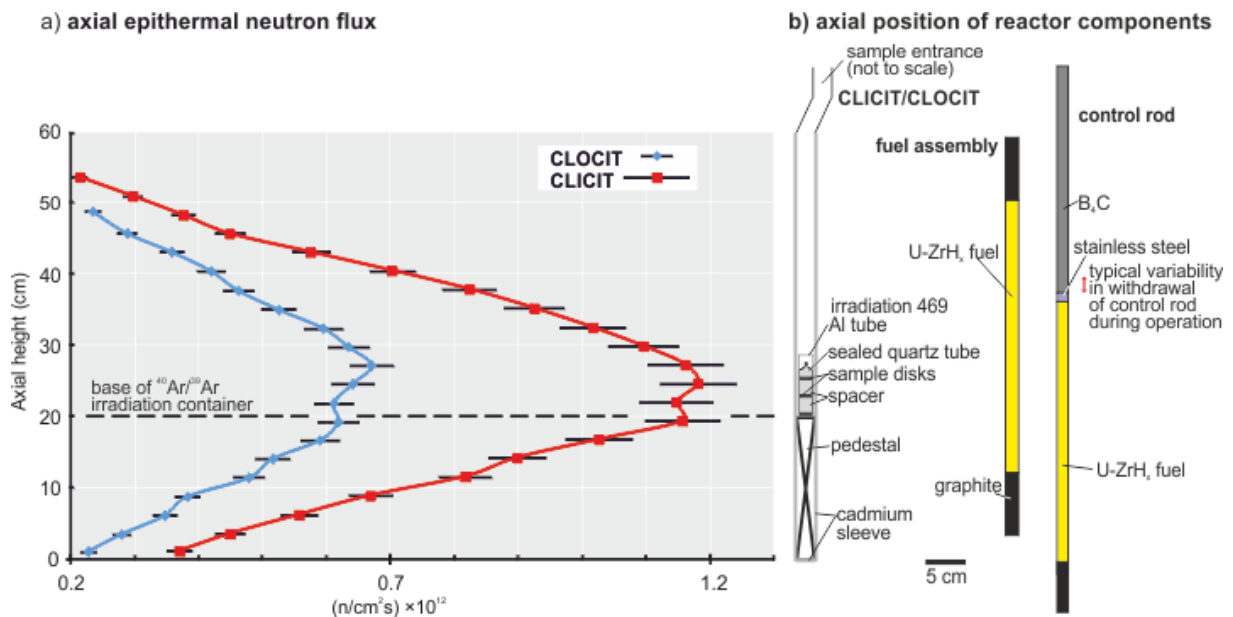 a) axial epithermal neutron flux
60
50
40
30
20
10
0
Axial height (cm)
CLOCIT
CLICIT
base of ⁴⁰Ar/³⁹Ar
irradiation container
0.2
0.7
1.2
(n/cm²s) ×10¹²
b) axial position of reactor components
sample entrance
(not to scale)
CLICIT/CLOCIT
irradiation 469
Al tube
sealed quartz tube
sample disks
spacer
pedestal
cadmium
sleeve
fuel assembly
U-ZrHₓ fuel
graphite
5 cm
control rod
B₄C
stainless steel
typical variability
in withdrawal
of control rod
during operation
U-ZrHₓ fuel